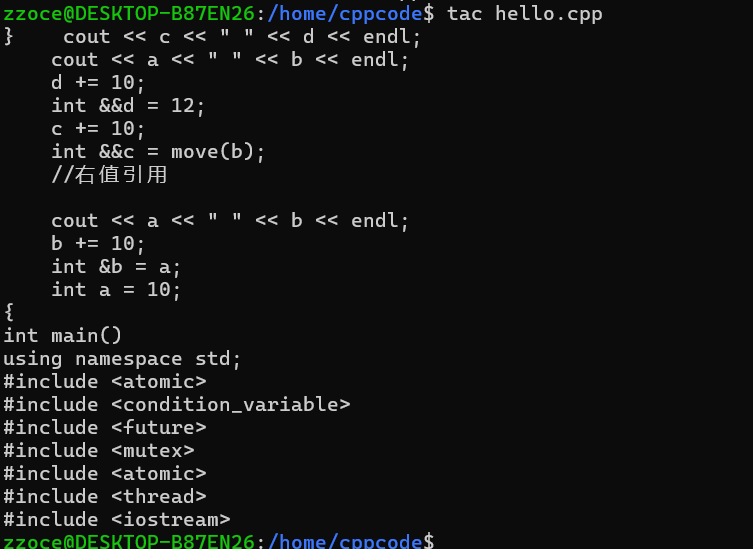 zzoce@DESKTOP-B87EN26:/home/cppcode$ tac hello.cpp
}    cout << c << " " << d << endl;
    cout << a << " " << b << endl;
    d += 10;
    int &&d = 12;
    c += 10;
    int &&c = move(b);
    //右值引用

    cout << a << " " << b << endl;
    b += 10;
    int &b = a;
    int a = 10;
{
int main()
using namespace std;
#include <atomic>
#include <condition_variable>
#include <future>
#include <mutex>
#include <atomic>
#include <thread>
#include <iostream>
zzoce@DESKTOP-B87EN26:/home/cppcode$